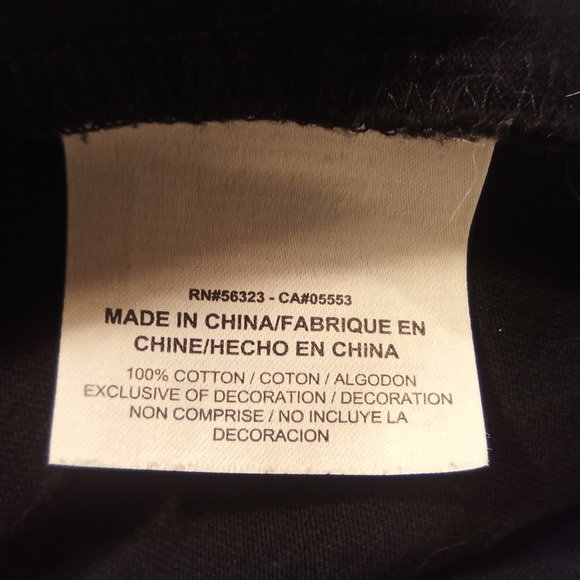 RN#56323 - CA#05553
MADE IN CHINA/FABRIQUE EN
CHINE/HECHO EN CHINA
100% COTTON / COTON / ALGODON
EXCLUSIVE OF DECORATION / DECORATION
NON COMPRISE / NO INCLUYE LA
DECORACION